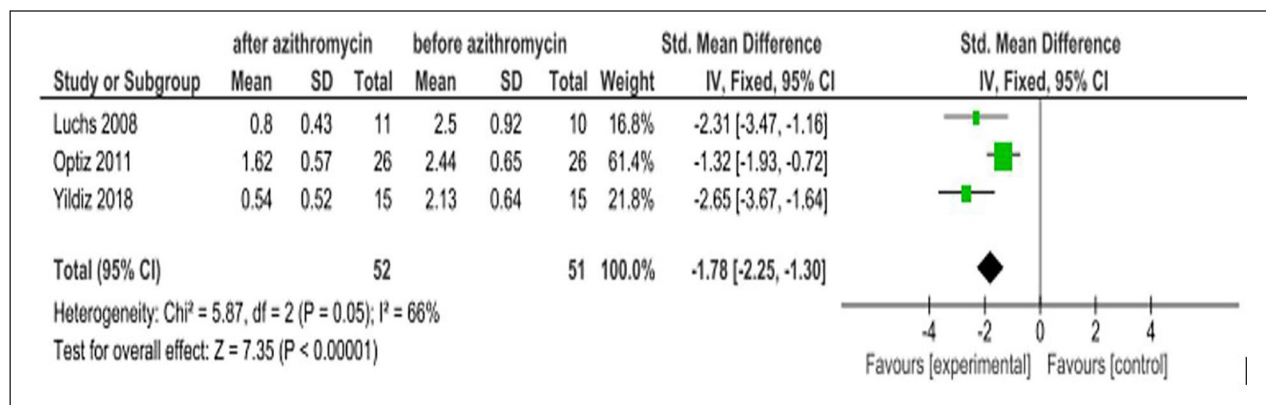 after azithromycin before azithromycin Std. Mean Difference Std. Mean Difference
Study or Subgroup Mean SD Total Mean SD Total Weight IV, Fixed, 95% CI IV, Fixed, 95% CI
Luchs 2008 0.8 0.43 11 2.5 0.92 10 16.8% -2.31 [-3.47, -1.16]
Optiz 2011 1.62 0.57 26 2.44 0.65 26 61.4% -1.32 [-1.93, -0.72]
Yildiz 2018 0.54 0.52 15 2.13 0.64 15 21.8% -2.65 [-3.67, -1.64]
Total (95% CI) 52 51 100.0% -1.78 [-2.25, -1.30]
Heterogeneity: Chi² = 5.87, df = 2 (P = 0.05); I² = 66%
Test for overall effect: Z = 7.35 (P < 0.00001)
-4 -2 0 2 4
Favours [experimental] Favours [control]